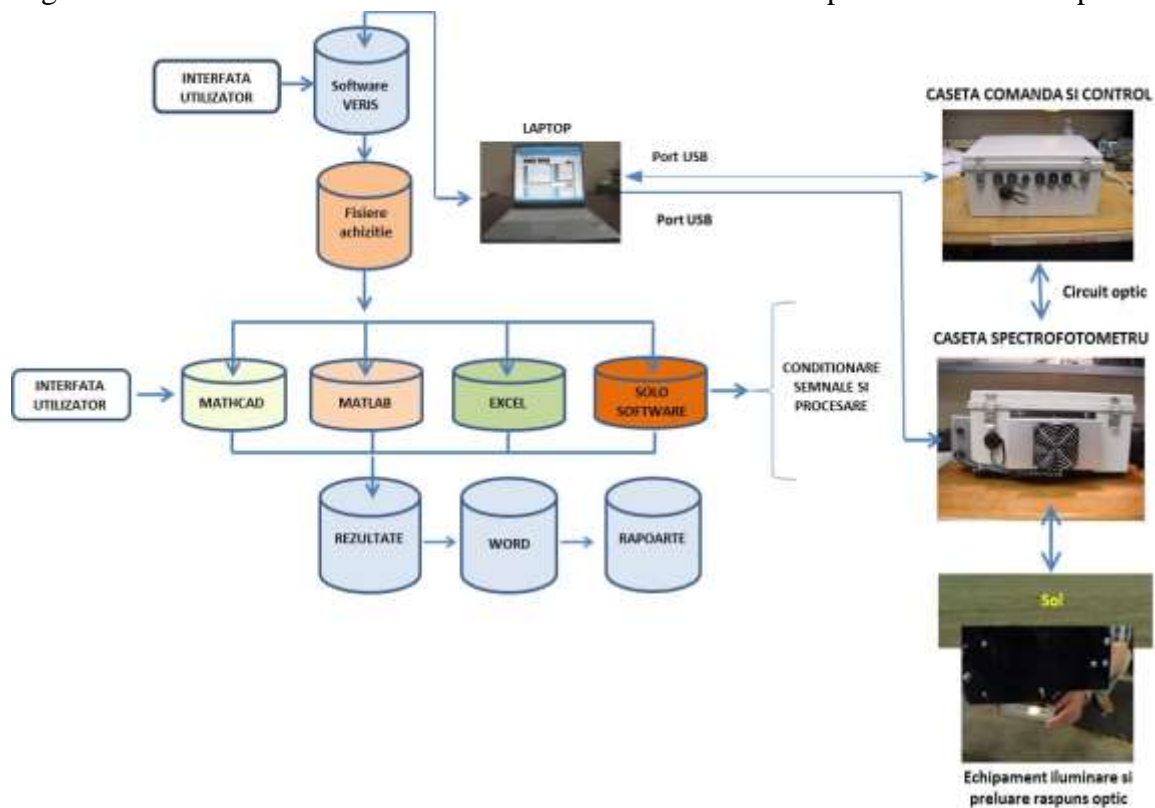 INTERFATA
UTILIZATOR
Software
VERIS
LAPTOP
CASETA COMANDA SI CONTROL
Port USB
Port USB
Fisiere
achizitie
Circuit optic
CASETA SPECTROFOTOMETRU
INTERFATA
UTILIZATOR
MATHCAD
MATLAB
EXCEL
SOLO
SOFTWARE
CONDITIONARE
SEMNALE SI
PROCESARE
REZULTATE
WORD
RAPOARTE
Sol
Echipament iluminare si
preluare raspuns optic